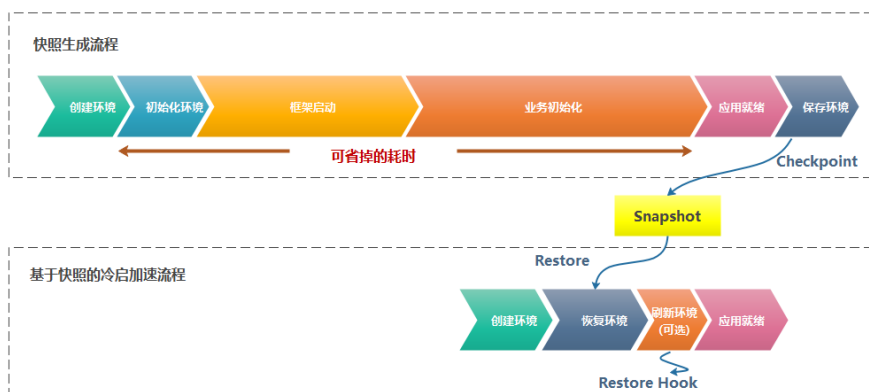 快照生成流程
创建环境
初始化环境
框架启动
业务初始化
应用就绪
保存环境
可省掉的耗时
Checkpoint
Snapshot
Restore
基于快照的冷启加速流程
创建环境
恢复环境
刷新环境
(可选)
应用就绪
Restore Hook